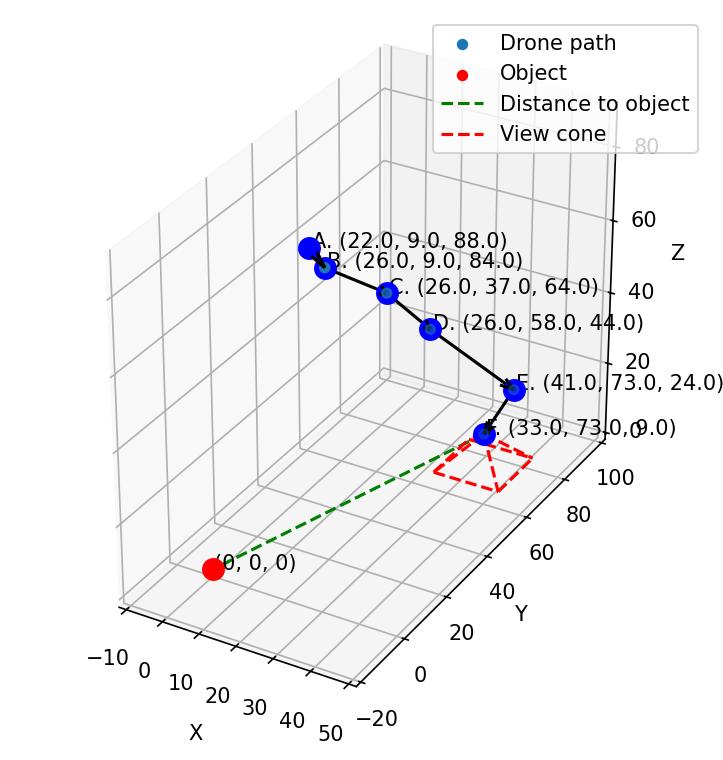 Drone path
Object
Distance to object
View cone
80
60
Z
40
20
0
A. (22.0, 9.0, 88.0)
B. (26.0, 9.0, 84.0)
C. (26.0, 37.0, 64.0)
D. (26.0, 58.0, 44.0)
E. (41.0, 73.0, 24.0)
F. (33.0, 73.0, 9.0)
(0, 0, 0)
100
80
60
40
Y
20
0
−20
−10
0
10
20
30
40
50
X